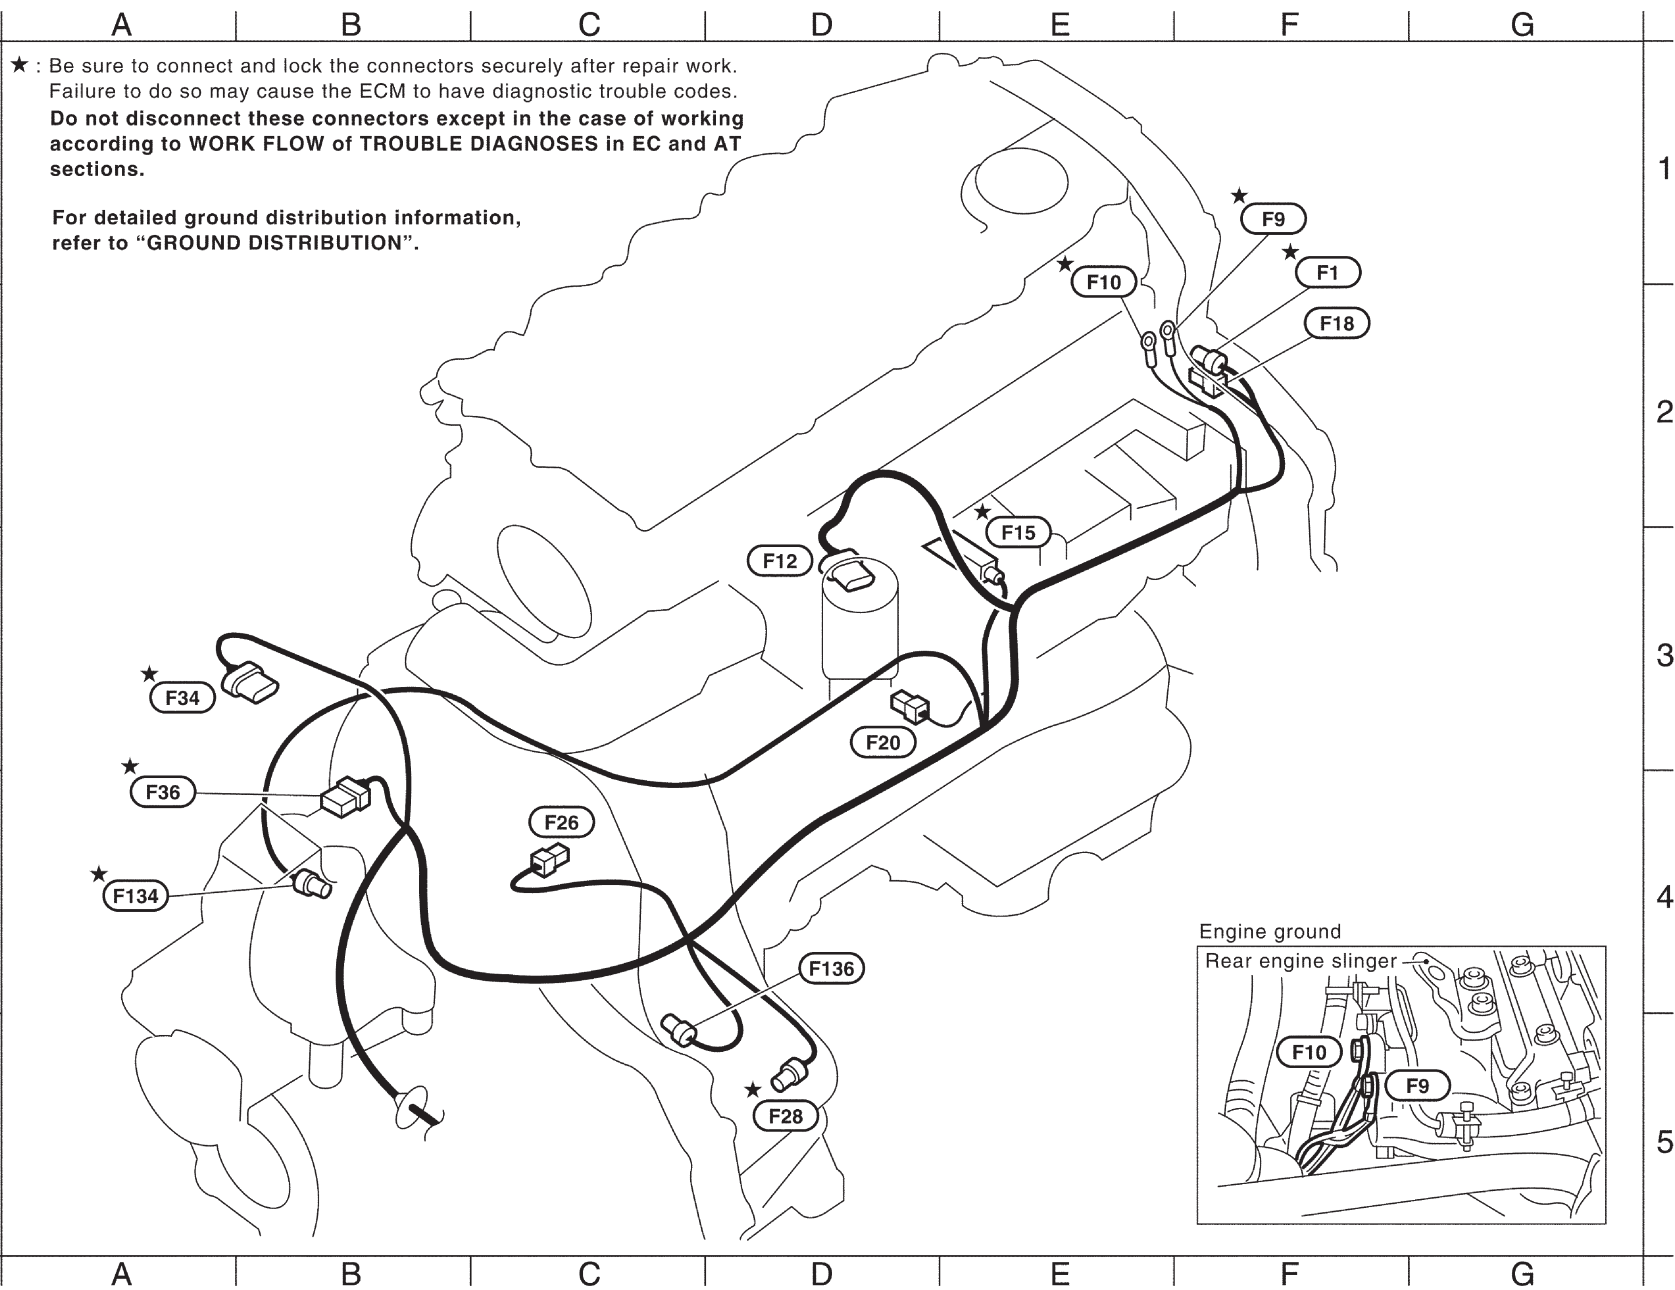 A B C D E F G
★ : Be sure to connect and lock the connectors securely after repair work.
Failure to do so may cause the ECM to have diagnostic trouble codes.
Do not disconnect these connectors except in the case of working
according to WORK FLOW of TROUBLE DIAGNOSES in EC and AT
sections.
For detailed ground distribution information,
refer to “GROUND DISTRIBUTION”.
1
★
F9
★
F1
★
F10
F18
2
★
F15
F12
3
★
F34
F20
★
F36
F26
★
F134
4
Engine ground
Rear engine slinger
F136
F10
F9
★
F28
5
A B C D E F G